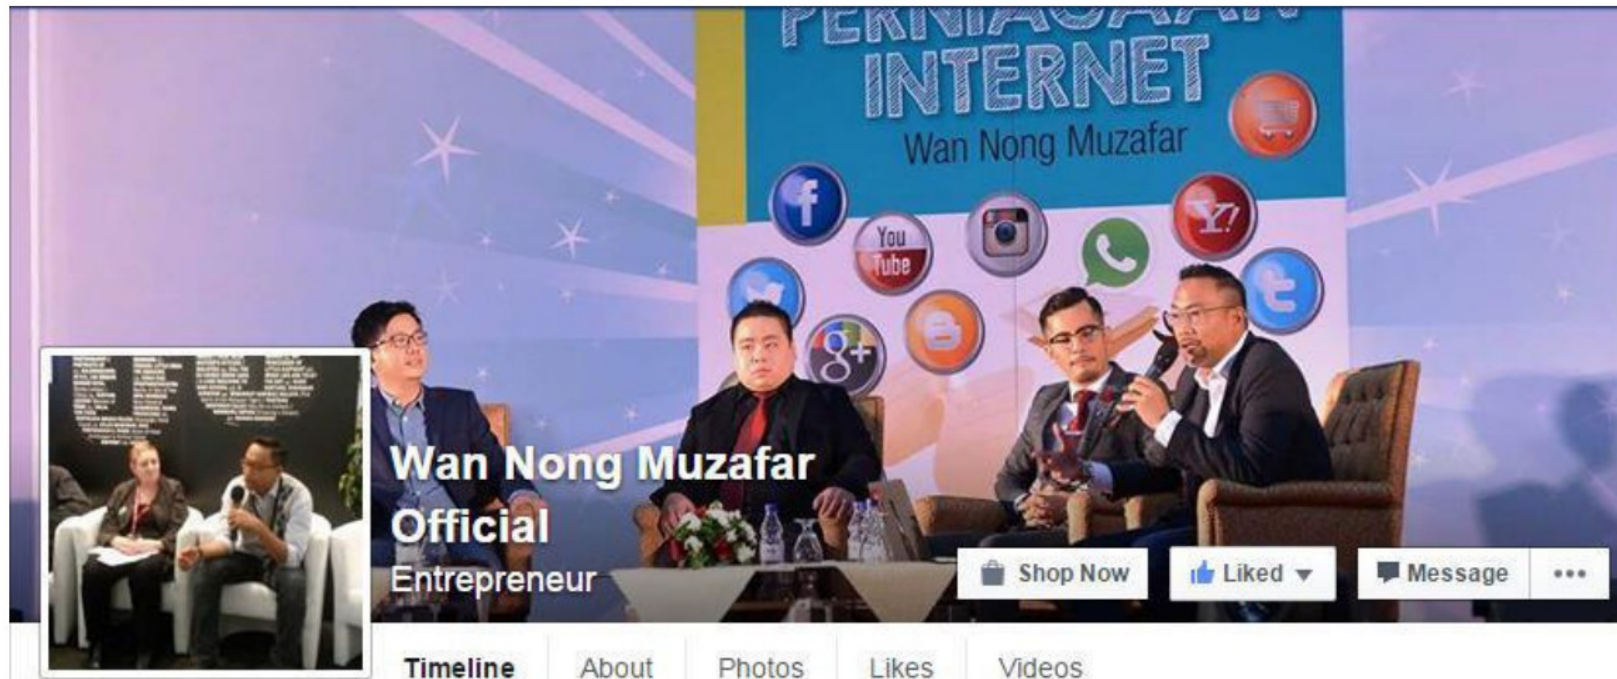 PERNIAGAAN
INTERNET
Wan Nong Muzafar
f
You
Tube
Y!
g+
t
Wan Nong Muzafar
Official
Entrepreneur
Shop Now
Liked
Message
Timeline
About
Photos
Likes
Videos